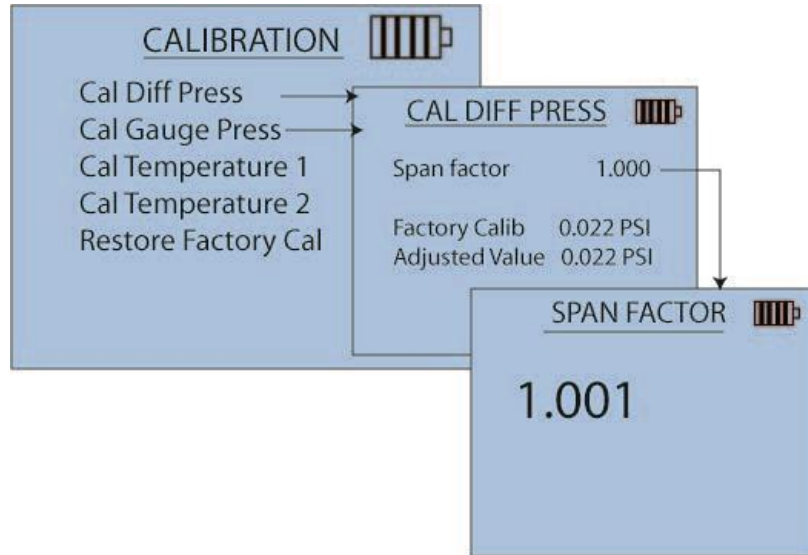 CALIBRATION
Cal Diff Press
Cal Gauge Press
Cal Temperature 1
Cal Temperature 2
Restore Factory Cal
CAL DIFF PRESS
Span factor 1.000
Factory Calib 0.022 PSI
Adjusted Value 0.022 PSI
SPAN FACTOR
1.001